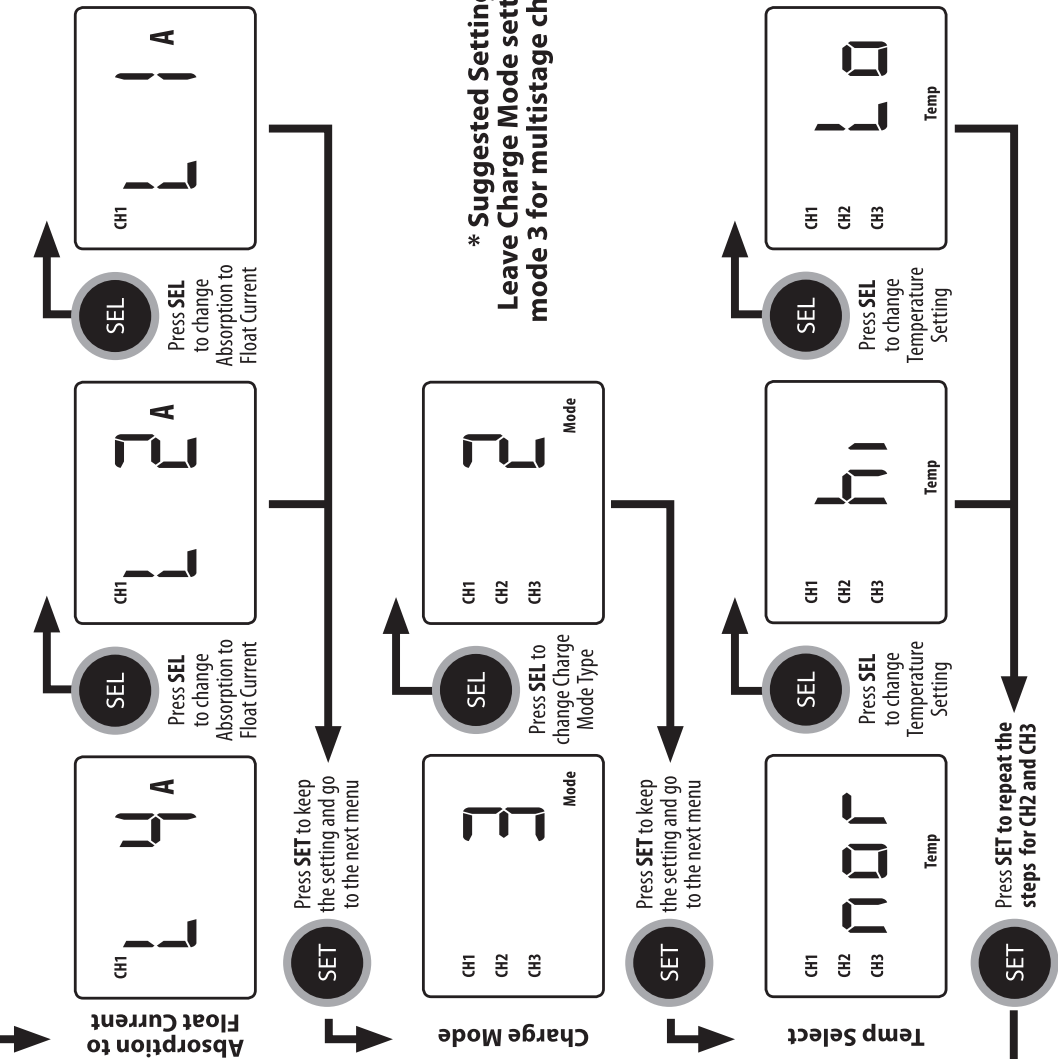 Absorption to
Float Current
CH1
L 4 A
SEL
Press SEL
to change
Absorption to
Float Current
CH1
L 2 A
SEL
Press SEL
to change
Absorption to
Float Current
CH1
L 1 A
SET
Press SET to keep
the setting and go
to the next menu
Charge Mode
CH1
CH2
CH3
3
Mode
SEL
Press SEL to
change Charge
Mode Type
CH1
CH2
CH3
2
Mode
* Suggested Setting
Leave Charge Mode sett
mode 3 for multistage ch
SET
Press SET to keep
the setting and go
to the next menu
Temp Select
CH1
CH2
CH3
nor
Temp
SEL
Press SEL
to change
Temperature
Setting
CH1
CH2
CH3
hi
Temp
SEL
Press SEL
to change
Temperature
Setting
CH1
CH2
CH3
Lo
Temp
SET
Press SET to repeat the
steps for CH2 and CH3